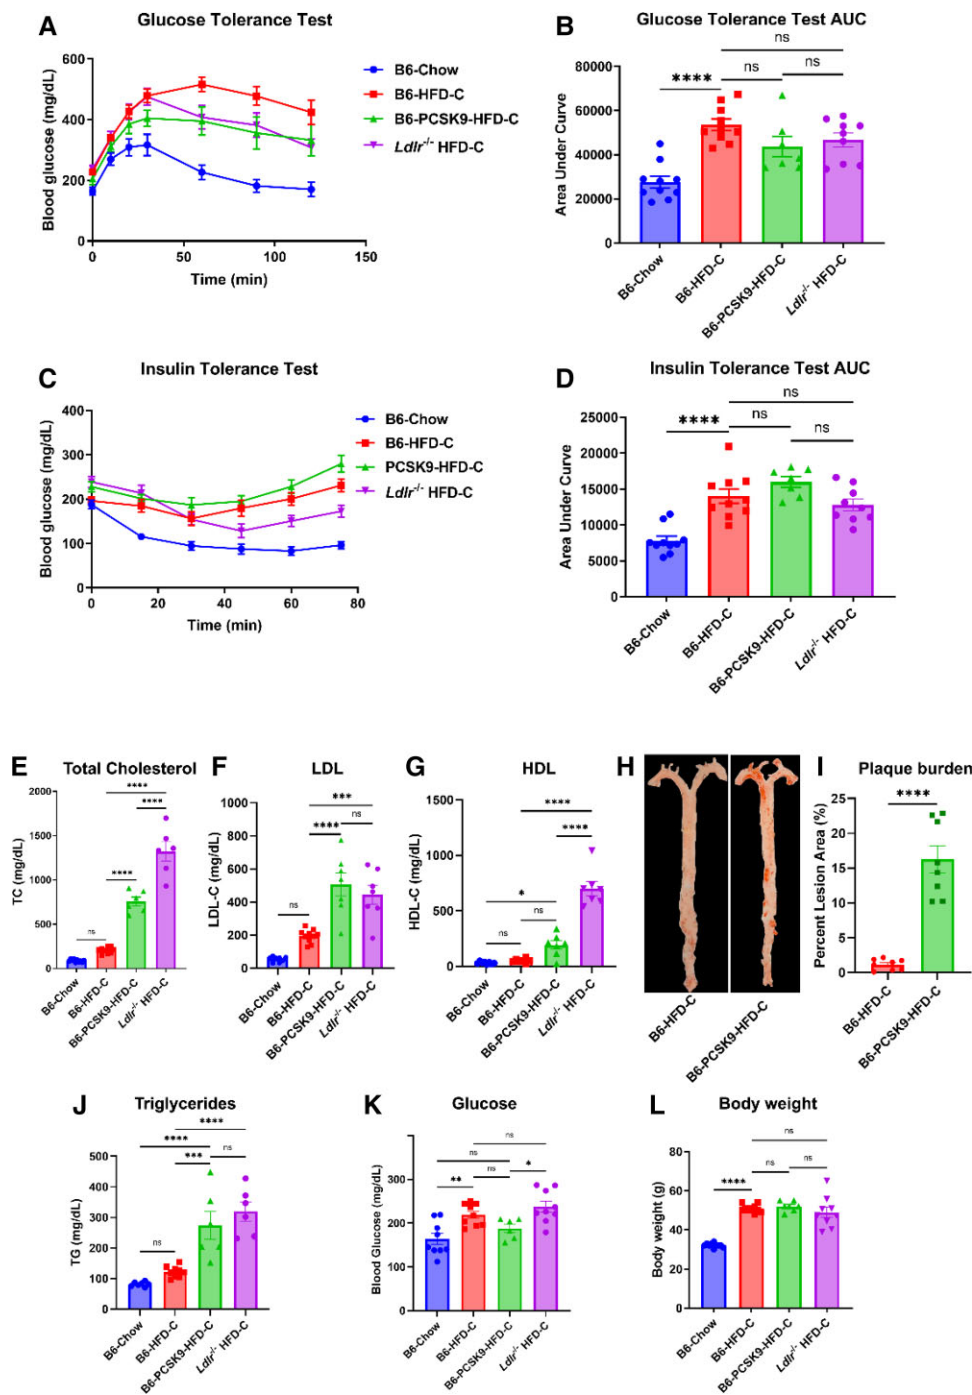 A
Glucose Tolerance Test
Blood glucose (mg/dL)
600
400
200
0
0
50
100
150
Time (min)
B6-Chow
B6-HFD-C
B6-PCSK9-HFD-C
Ldlr-/- HFD-C
B
Glucose Tolerance Test AUC
ns
ns
ns
****
Area Under Curve
80000
60000
40000
20000
0
B6-Chow
B6-HFD-C
B6-PCSK9-HFD-C
Ldlr-/- HFD-C
C
Insulin Tolerance Test
Blood glucose (mg/dL)
400
300
200
100
0
0
20
40
60
80
Time (min)
B6-Chow
B6-HFD-C
PCSK9-HFD-C
Ldlr-/- HFD-C
D
Insulin Tolerance Test AUC
ns
ns
ns
****
Area Under Curve
25000
20000
15000
10000
5000
0
B6-Chow
B6-HFD-C
B6-PCSK9-HFD-C
Ldlr-/- HFD-C
E
Total Cholesterol
****
****
****
ns
TC (mg/dL)
2000
1500
1000
500
0
B6-Chow
B6-HFD-C
B6-PCSK9-HFD-C
Ldlr-/- HFD-C
F
LDL
***
ns
****
ns
LDL-C (mg/dL)
1000
800
600
400
200
0
B6-Chow
B6-HFD-C
B6-PCSK9-HFD-C
Ldlr-/- HFD-C
G
HDL
****
****
*
ns
ns
HDL-C (mg/dL)
1500
1000
500
0
B6-Chow
B6-HFD-C
B6-PCSK9-HFD-C
Ldlr-/- HFD-C
H
B6-HFD-C
B6-PCSK9-HFD-C
I
Plaque burden
****
Percent Lesion Area (%)
25
20
15
10
5
0
B6-HFD-C
B6-PCSK9-HFD-C
J
Triglycerides
****
****
***
ns
ns
TG (mg/dL)
500
400
300
200
100
0
B6-Chow
B6-HFD-C
B6-PCSK9-HFD-C
Ldlr-/- HFD-C
K
Glucose
ns
ns
**
ns
*
Blood Glucose (mg/dL)
400
300
200
100
0
B6-Chow
B6-HFD-C
B6-PCSK9-HFD-C
Ldlr-/- HFD-C
L
Body weight
ns
ns
ns
****
Body weight (g)
80
60
40
20
0
B6-Chow
B6-HFD-C
B6-PCSK9-HFD-C
Ldlr-/- HFD-C